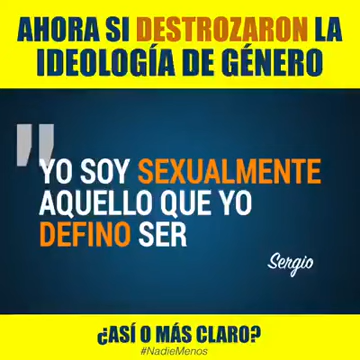 AHORA SI DESTROZARON LA
IDEOLOGÍA DE GÉNERO
"
YO SOY SEXUALMENTE
AQUELLO QUE YO
DEFINO SER
Sergio
¿ASÍ O MÁS CLARO?
#NadieMenos